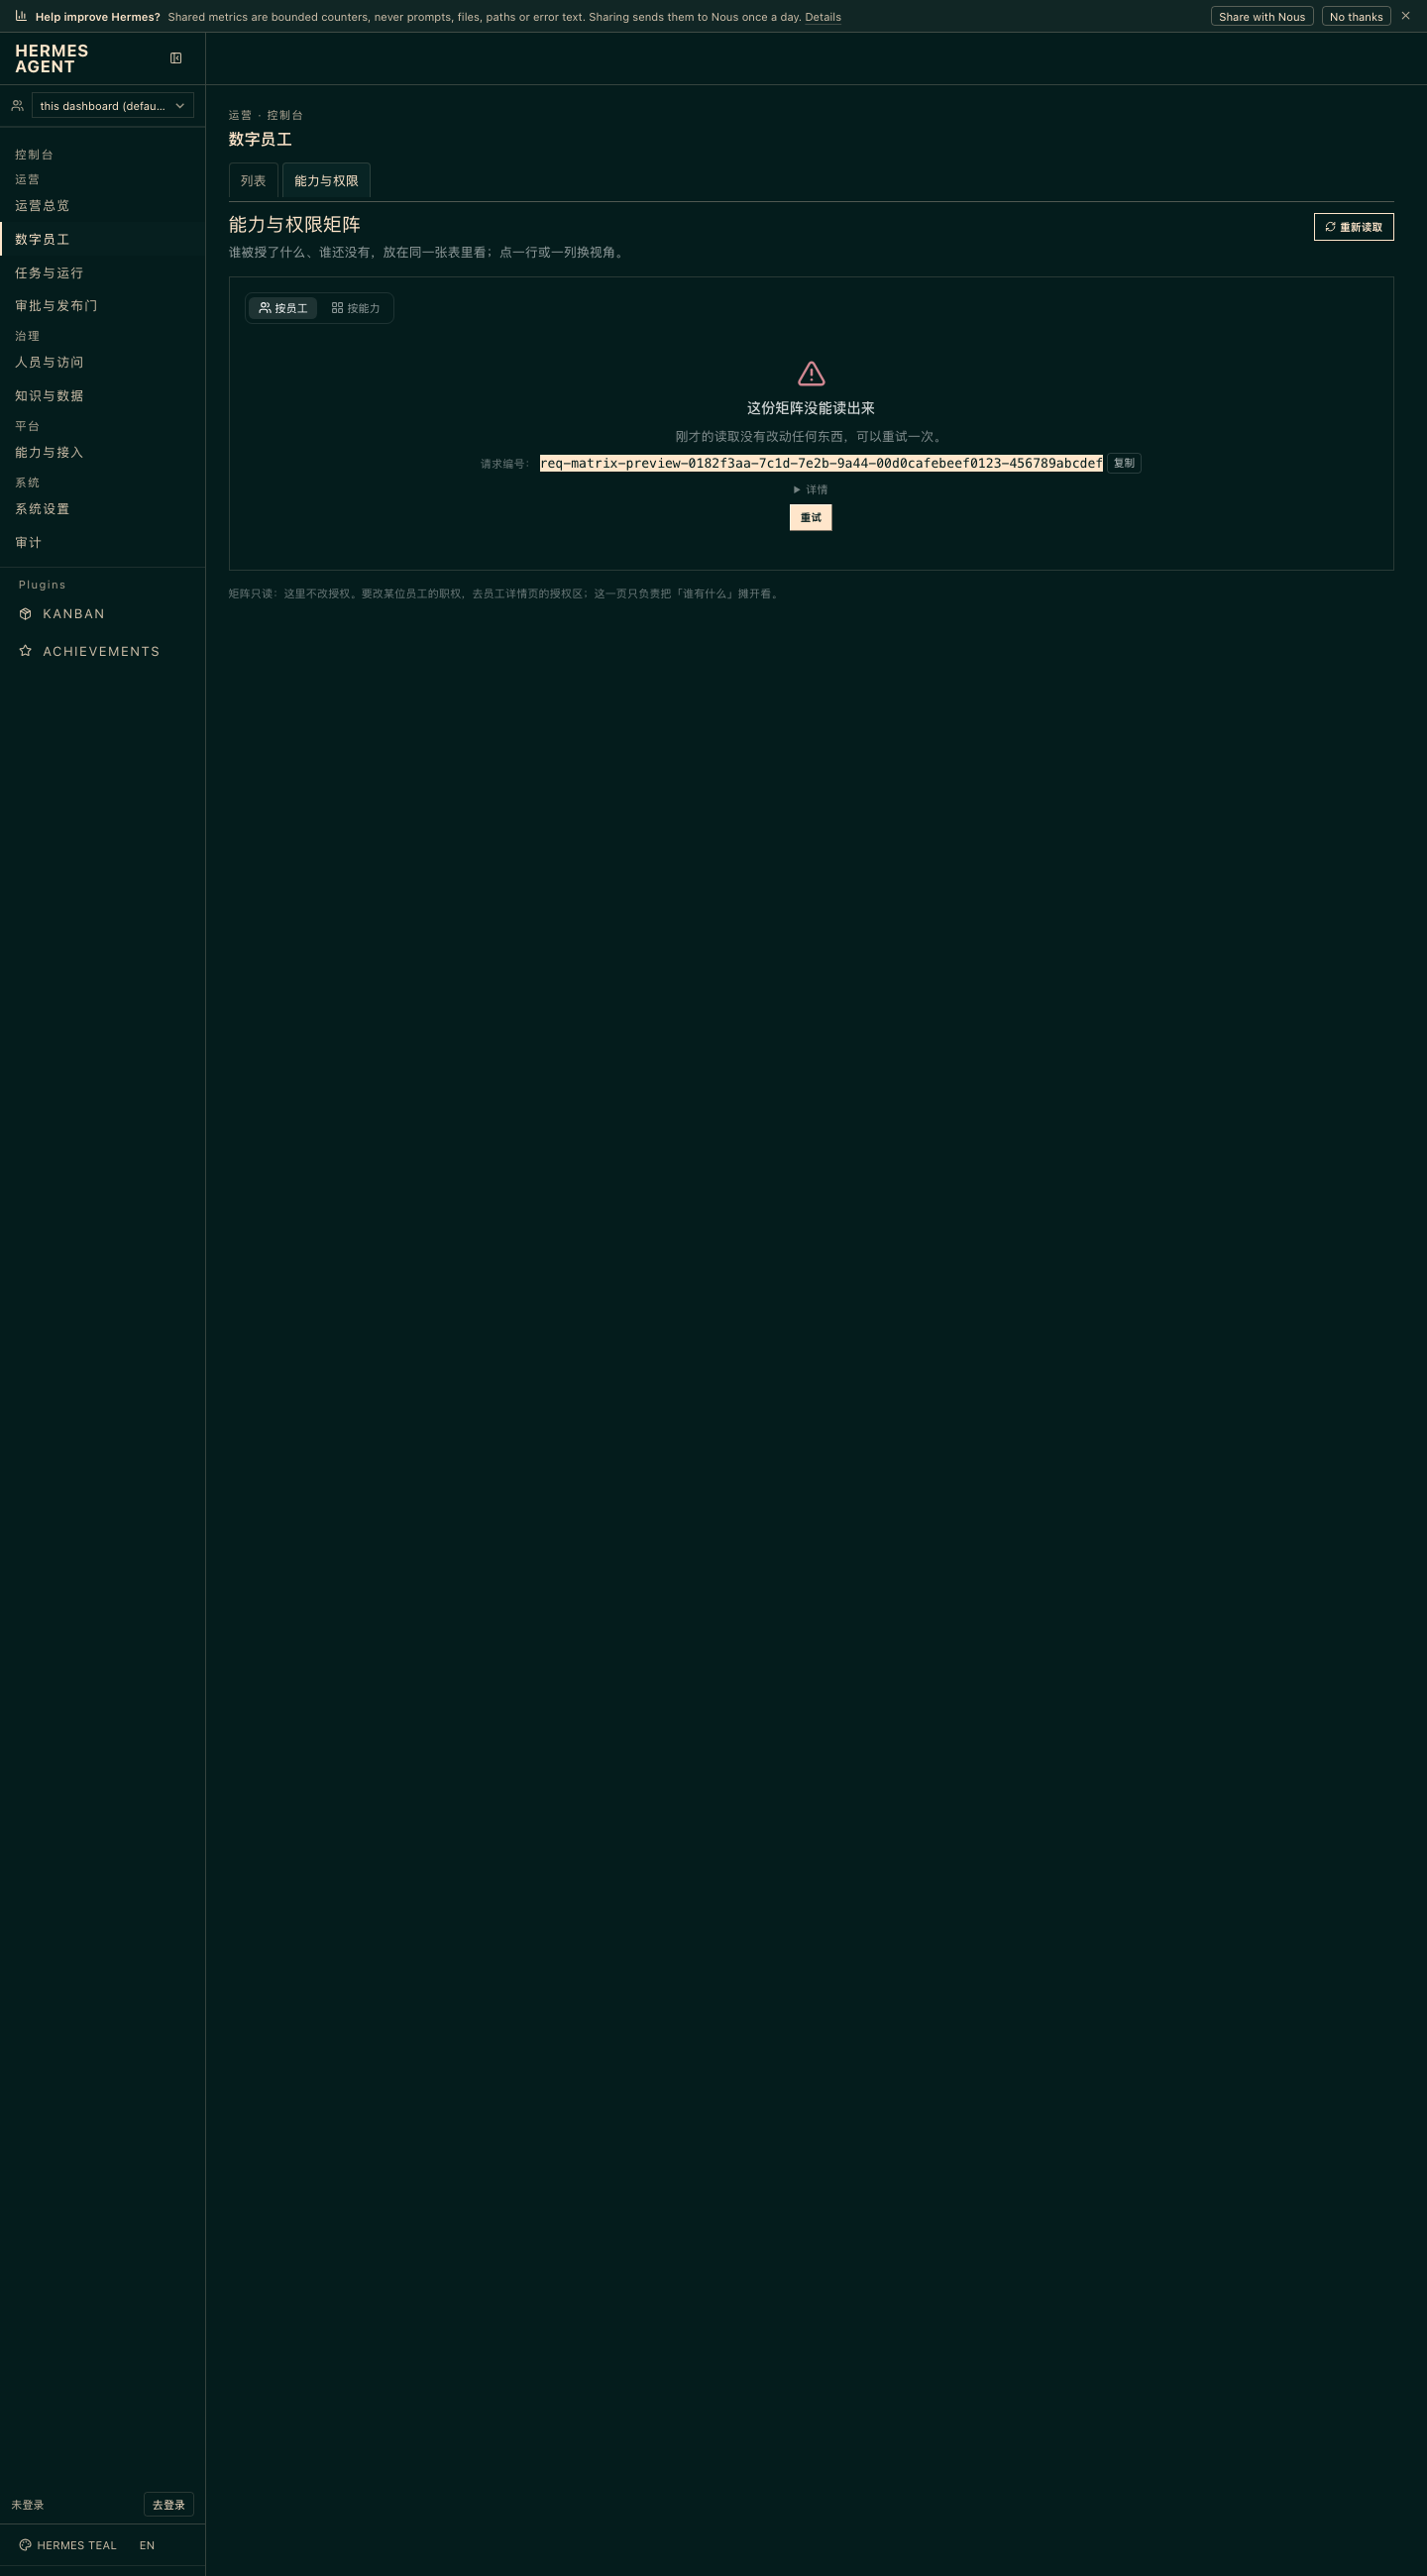 Help improve Hermes? Shared metrics are bounded counters, never prompts, files, paths or error text. Sharing sends them to Nous once a day. Details
Share with Nous
No thanks
HERMES
AGENT
this dashboard (defau...
控制台
运营
运营总览
数字员工
任务与运行
审批与发布门
治理
人员与访问
知识与数据
平台
能力与接入
系统
系统设置
审计
Plugins
KANBAN
ACHIEVEMENTS
未登录
去登录
HERMES TEAL
EN
运营 · 控制台
数字员工
列表
能力与权限
能力与权限矩阵
重新读取
谁被授了什么、谁还没有，放在同一张表里看；点一行或一列换视角。
按员工
按能力
这份矩阵没能读出来
刚才的读取没有改动任何东西，可以重试一次。
请求编号： req-matrix-preview-0182f3aa-7c1d-7e2b-9a44-00d0cafebeef0123-456789abcdef 复制
详情
重试
矩阵只读：这里不改授权。要改某位员工的职权，去员工详情页的授权区；这一页只负责把「谁有什么」摊开看。